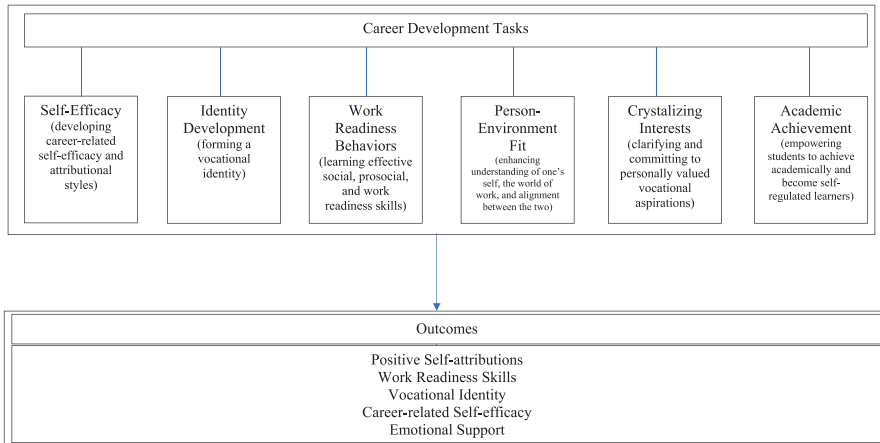 Career Development Tasks
Self-Efficacy
(developing
career-related
self-efficacy and
attributional
styles)
Identity
Development
(forming a
vocational
identity)
Work
Readiness
Behaviors
(learning effective
social, prosocial,
and work
readiness skills)
Person-
Environment
Fit
(enhancing
understanding of one's
self, the world of
work, and alignment
between the two)
Crystalizing
Interests
(clarifying and
committing to
personally valued
vocational
aspirations)
Academic
Achievement
(empowering
students to achieve
academically and
become self-
regulated learners)
Outcomes
Positive Self-attributions
Work Readiness Skills
Vocational Identity
Career-related Self-efficacy
Emotional Support